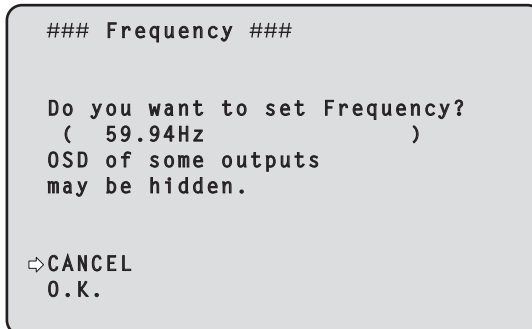 ### Frequency ###
Do you want to set Frequency?
( 59.94Hz )
OSD of some outputs
may be hidden.
⇨CANCEL
O.K.